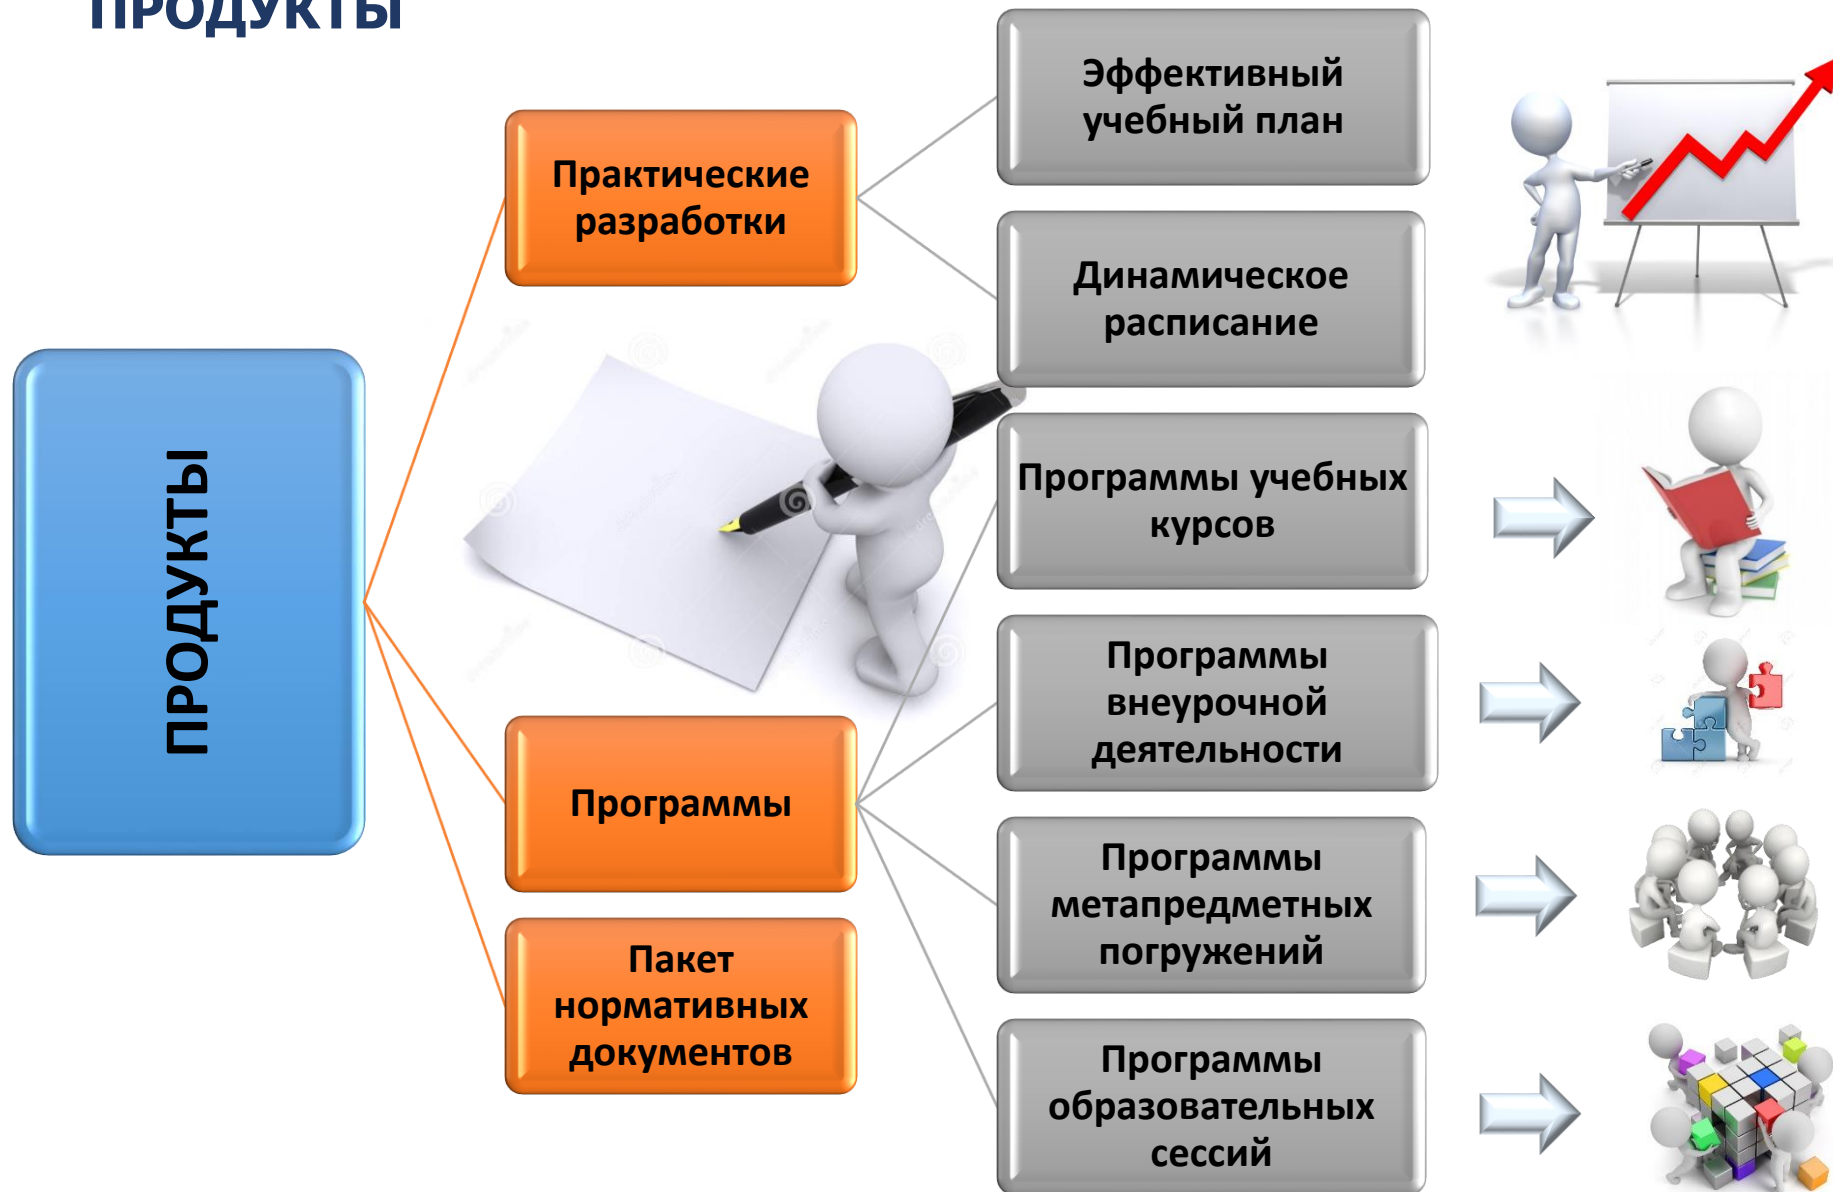 ПРОДУКТЫ
Эффективный
учебный план
Практические
разработки
Динамическое
расписание
ПРОДУКТЫ
Программы учебных
курсов
Программы
внеурочной
деятельности
Программы
Программы
метапредметных
погружений
Пакет
нормативных
документов
Программы
образовательных
сессий